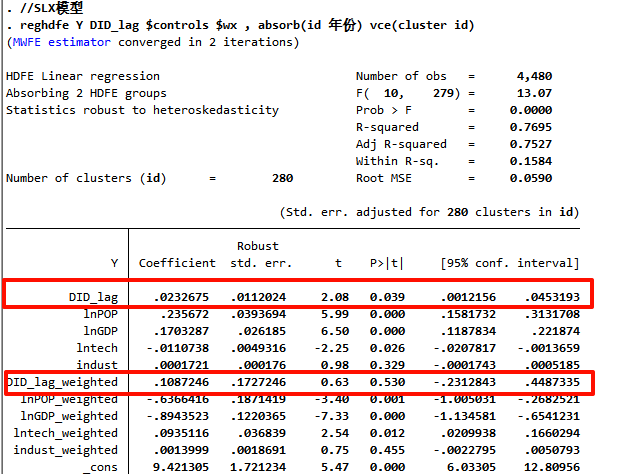 . //SLX模型
. reghdfe Y DID_lag $controls $wx , absorb(id 年份) vce(cluster id)
(MWFE estimator converged in 2 iterations)
HDFE Linear regression Number of obs = 4,480
Absorbing 2 HDFE groups F( 10, 279) = 13.07
Statistics robust to heteroskedasticity Prob > F = 0.0000
R-squared = 0.7695
Adj R-squared = 0.7527
Within R-sq. = 0.1584
Number of clusters (id) = 280 Root MSE = 0.0590
(Std. err. adjusted for 280 clusters in id)
Robust
Y Coefficient std. err. t P>|t| [95% conf. interval]
DID_lag .0232675 .0112024 2.08 0.039 .0012156 .0453193
lnPOP .235672 .0393694 5.99 0.000 .1581732 .3131708
lnGDP .1703287 .026185 6.50 0.000 .1187834 .221874
lntech -.0110738 .0049316 -2.25 0.026 -.0207817 -.0013659
indust .0001721 .000176 0.98 0.329 -.0001743 .0005185
DID_lag_weighted .1087246 .1727246 0.63 0.530 -.2312843 .4487335
lnPOP_weighted -.6366416 .1871419 -3.40 0.001 -1.005031 -.2682521
lnGDP_weighted -.8943523 .1220365 -7.33 0.000 -1.134581 -.6541231
lntech_weighted .0935116 .036839 2.54 0.012 .0209938 .1660294
indust_weighted .0013999 .0018691 0.75 0.455 -.0022795 .0050793
_cons 9.421305 1.721234 5.47 0.000 6.03305 12.80956